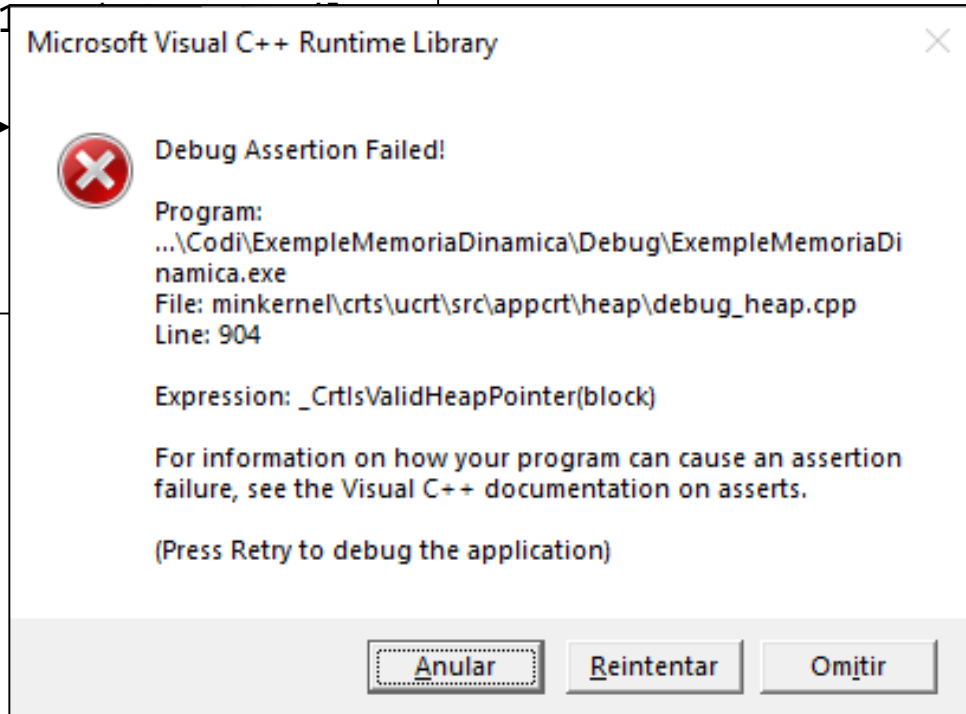 Microsoft Visual C++ Runtime Library
Debug Assertion Failed!
Program:
...\Codi\ExempleMemoriaDinamica\Debug\ExempleMemoriaDi
namica.exe
File: minkernel\crts\ucrt\src\appcrt\heap\debug_heap.cpp
Line: 904
Expression: _CrtIsValidHeapPointer(block)
For information on how your program can cause an assertion
failure, see the Visual C++ documentation on asserts.
(Press Retry to debug the application)
Anular
Reintentar
Omitir